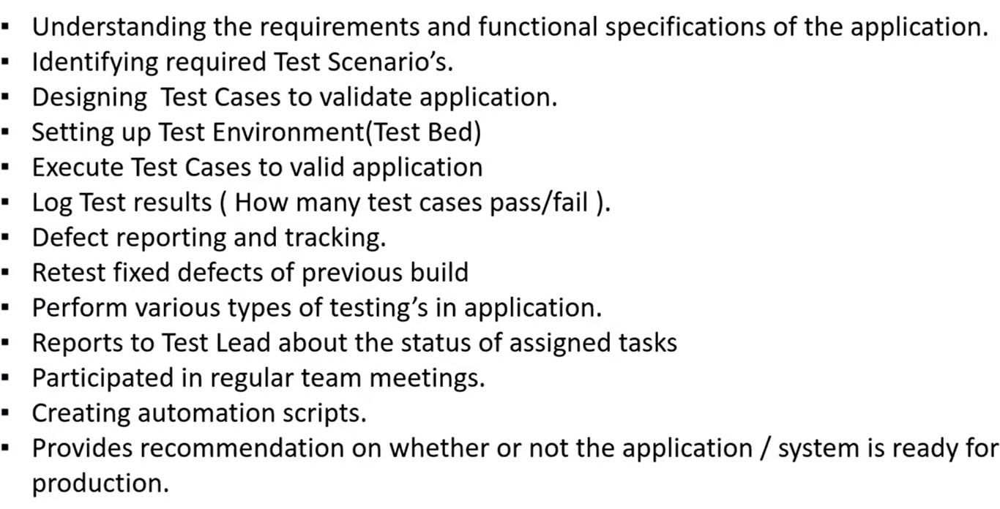 ▪ Understanding the requirements and functional specifications of the application.
▪ Identifying required Test Scenario’s.
▪ Designing  Test Cases to validate application.
▪ Setting up Test Environment(Test Bed)
▪ Execute Test Cases to valid application
▪ Log Test results ( How many test cases pass/fail ).
▪ Defect reporting and tracking.
▪ Retest fixed defects of previous build
▪ Perform various types of testing’s in application.
▪ Reports to Test Lead about the status of assigned tasks
▪ Participated in regular team meetings.
▪ Creating automation scripts.
▪ Provides recommendation on whether or not the application / system is ready for
production.